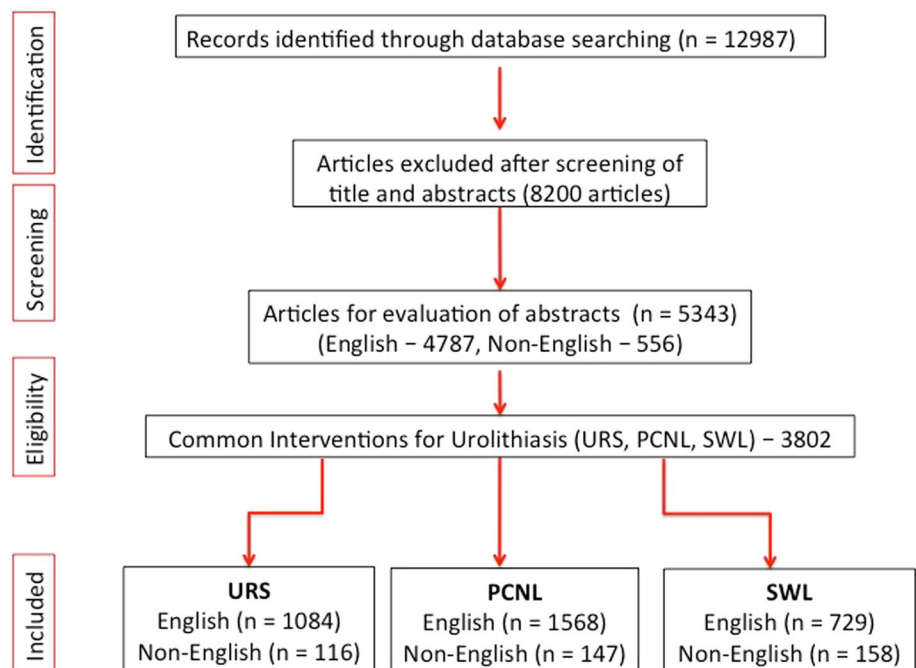 Identification
Records identified through database searching (n = 12987)
Articles excluded after screening of
title and abstracts (8200 articles)
Screening
Articles for evaluation of abstracts (n = 5343)
(English – 4787, Non-English – 556)
Eligibility
Common Interventions for Urolithiasis (URS, PCNL, SWL) – 3802
Included
URS
English (n = 1084)
Non-English (n = 116)
PCNL
English (n = 1568)
Non-English (n = 147)
SWL
English (n = 729)
Non-English (n = 158)